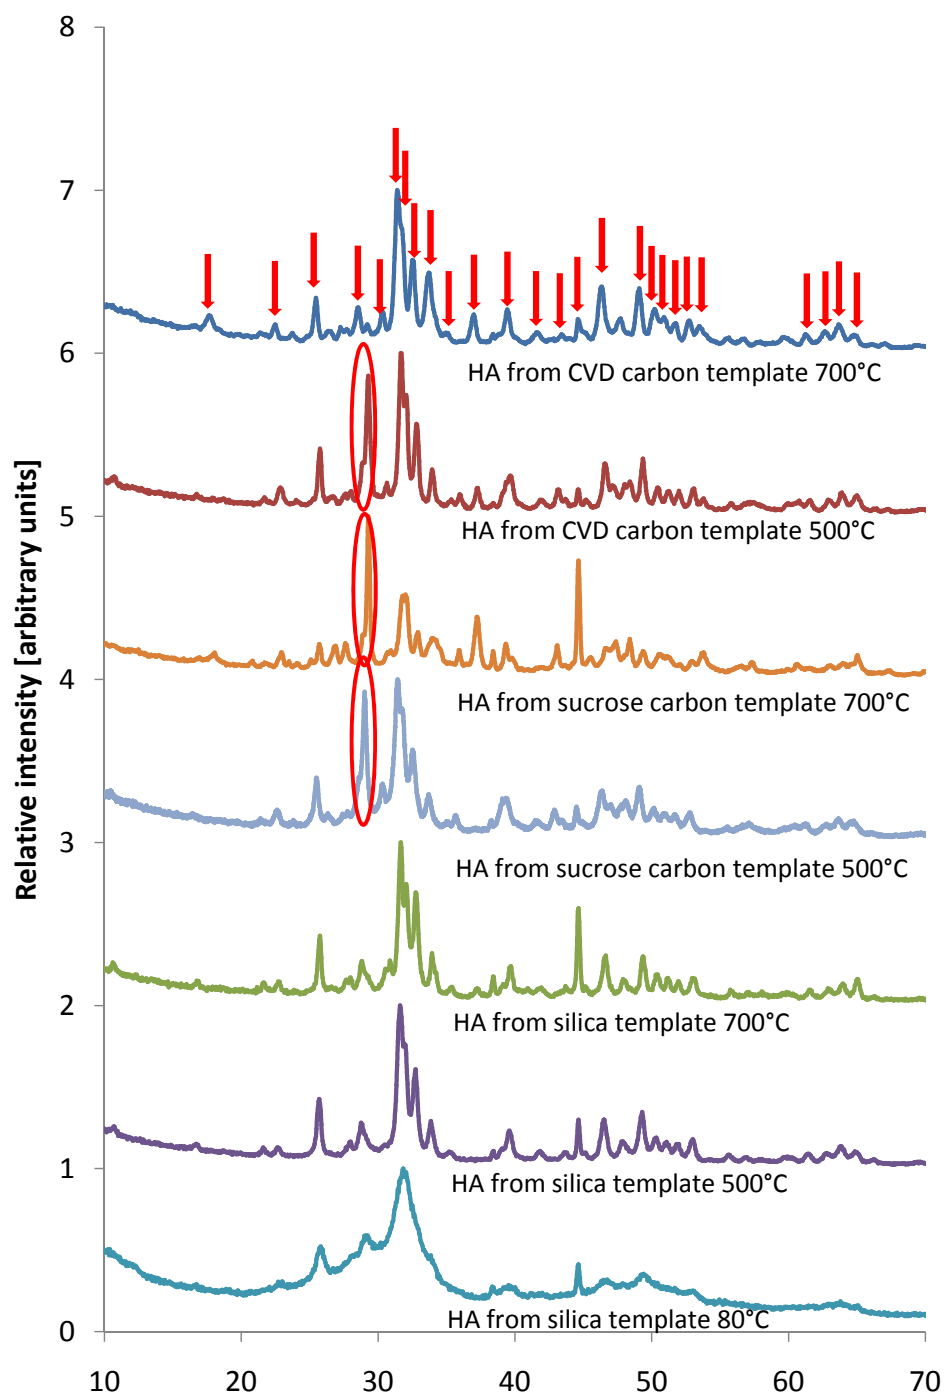 8
7
6
HA from CVD carbon template 700°C
Relative intensity [arbitrary units]
5
HA from CVD carbon template 500°C
4
HA from sucrose carbon template 700°C
3
HA from sucrose carbon template 500°C
2
HA from silica template 700°C
1
HA from silica template 500°C
HA from silica template 80°C
0
10 20 30 40 50 60 70